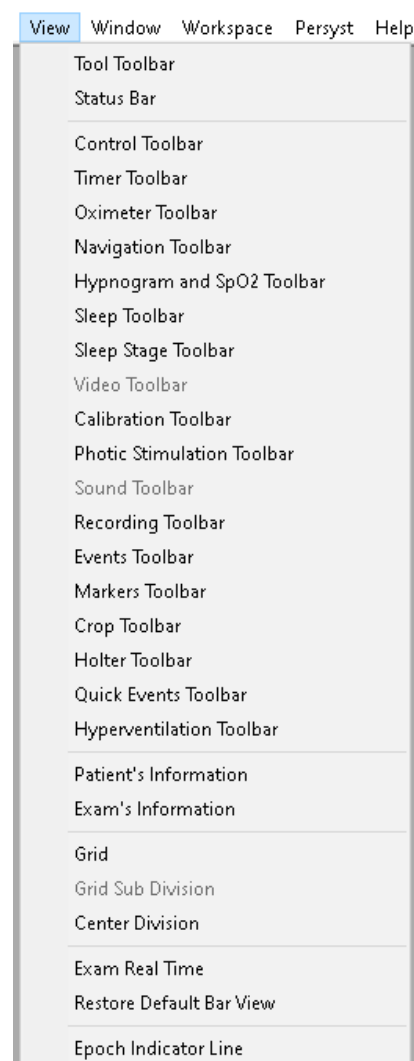 View Window Workspace Persyst Help
Tool Toolbar
Status Bar
Control Toolbar
Timer Toolbar
Oximeter Toolbar
Navigation Toolbar
Hypnogram and SpO2 Toolbar
Sleep Toolbar
Sleep Stage Toolbar
Video Toolbar
Calibration Toolbar
Photic Stimulation Toolbar
Sound Toolbar
Recording Toolbar
Events Toolbar
Markers Toolbar
Crop Toolbar
Holter Toolbar
Quick Events Toolbar
Hyperventilation Toolbar
Patient's Information
Exam's Information
Grid
Grid Sub Division
Center Division
Exam Real Time
Restore Default Bar View
Epoch Indicator Line